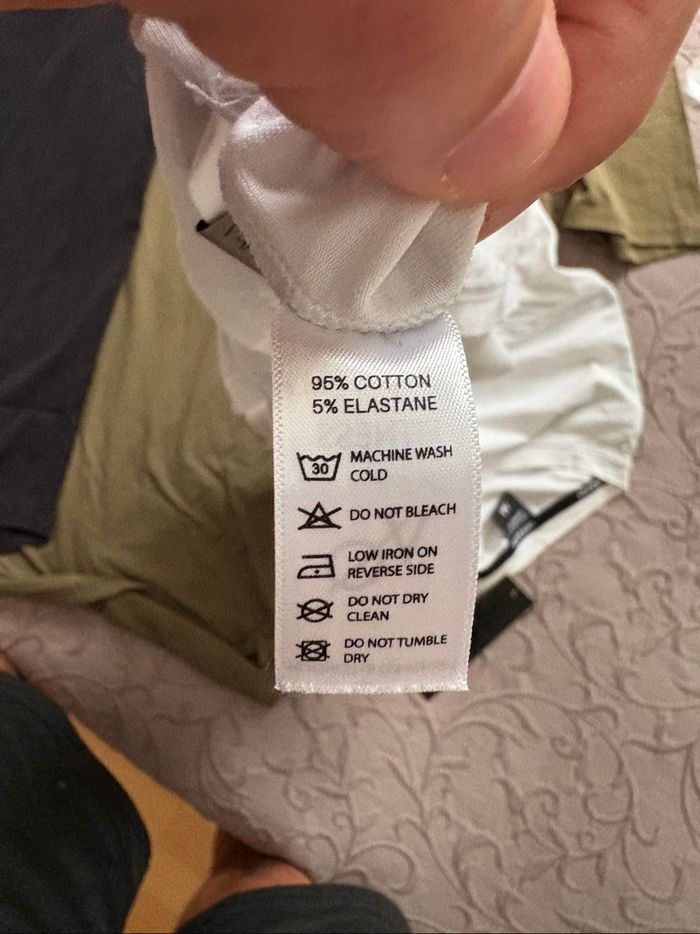 95% COTTON
5% ELASTANE
30
MACHINE WASH
COLD
DO NOT BLEACH
LOW IRON ON
REVERSE SIDE
DO NOT DRY
CLEAN
DO NOT TUMBLE
DRY